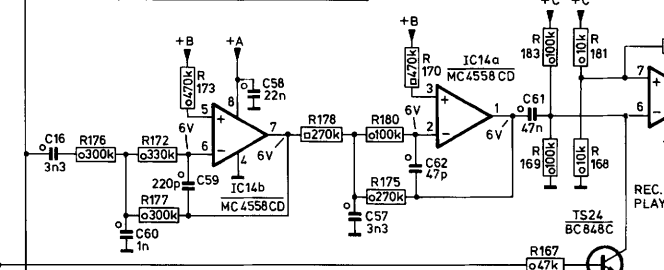 +C +C
+B
+A
R
173
470k
C58
22n
5
8
6V
7
6
4
6V
C16
3n3
R176
300k
R172
330k
220p
C59
R177
300k
C60
1n
IC14b
MC4558CD
R178
270k
R180
100k
+B
R
170
470k
IC14a
MC4558CD
3
6V
2
1
6V
C62
47p
R175
270k
C57
3n3
C61
47n
R
183
100k
R
181
10k
R
169
100k
R
168
10k
7
6
REC.
PLAY
TS24
BC848C
R167
47k